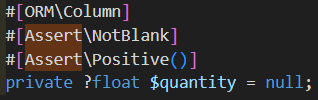 #[ORM\Column]
#[Assert\NotBlank]
#[Assert\Positive()]
private ?float $quantity = null;